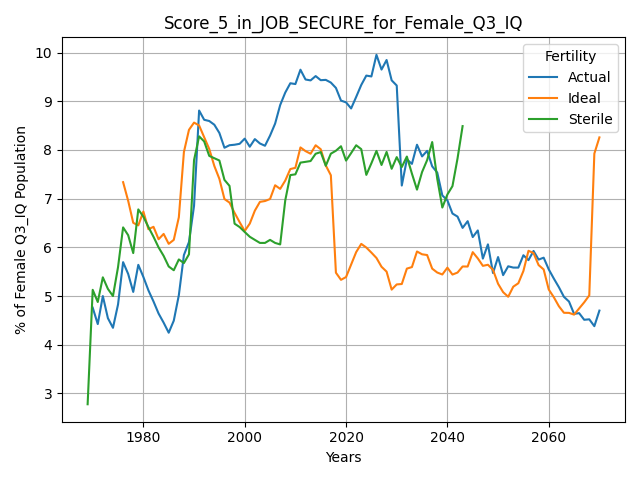 Score_5_in_JOB_SECURE_for_Female_Q3_IQ
% of Female Q3_IQ Population
10
9
8
7
6
5
4
3
Fertility
Actual
Ideal
Sterile
1980 2000 2020 2040 2060
Years